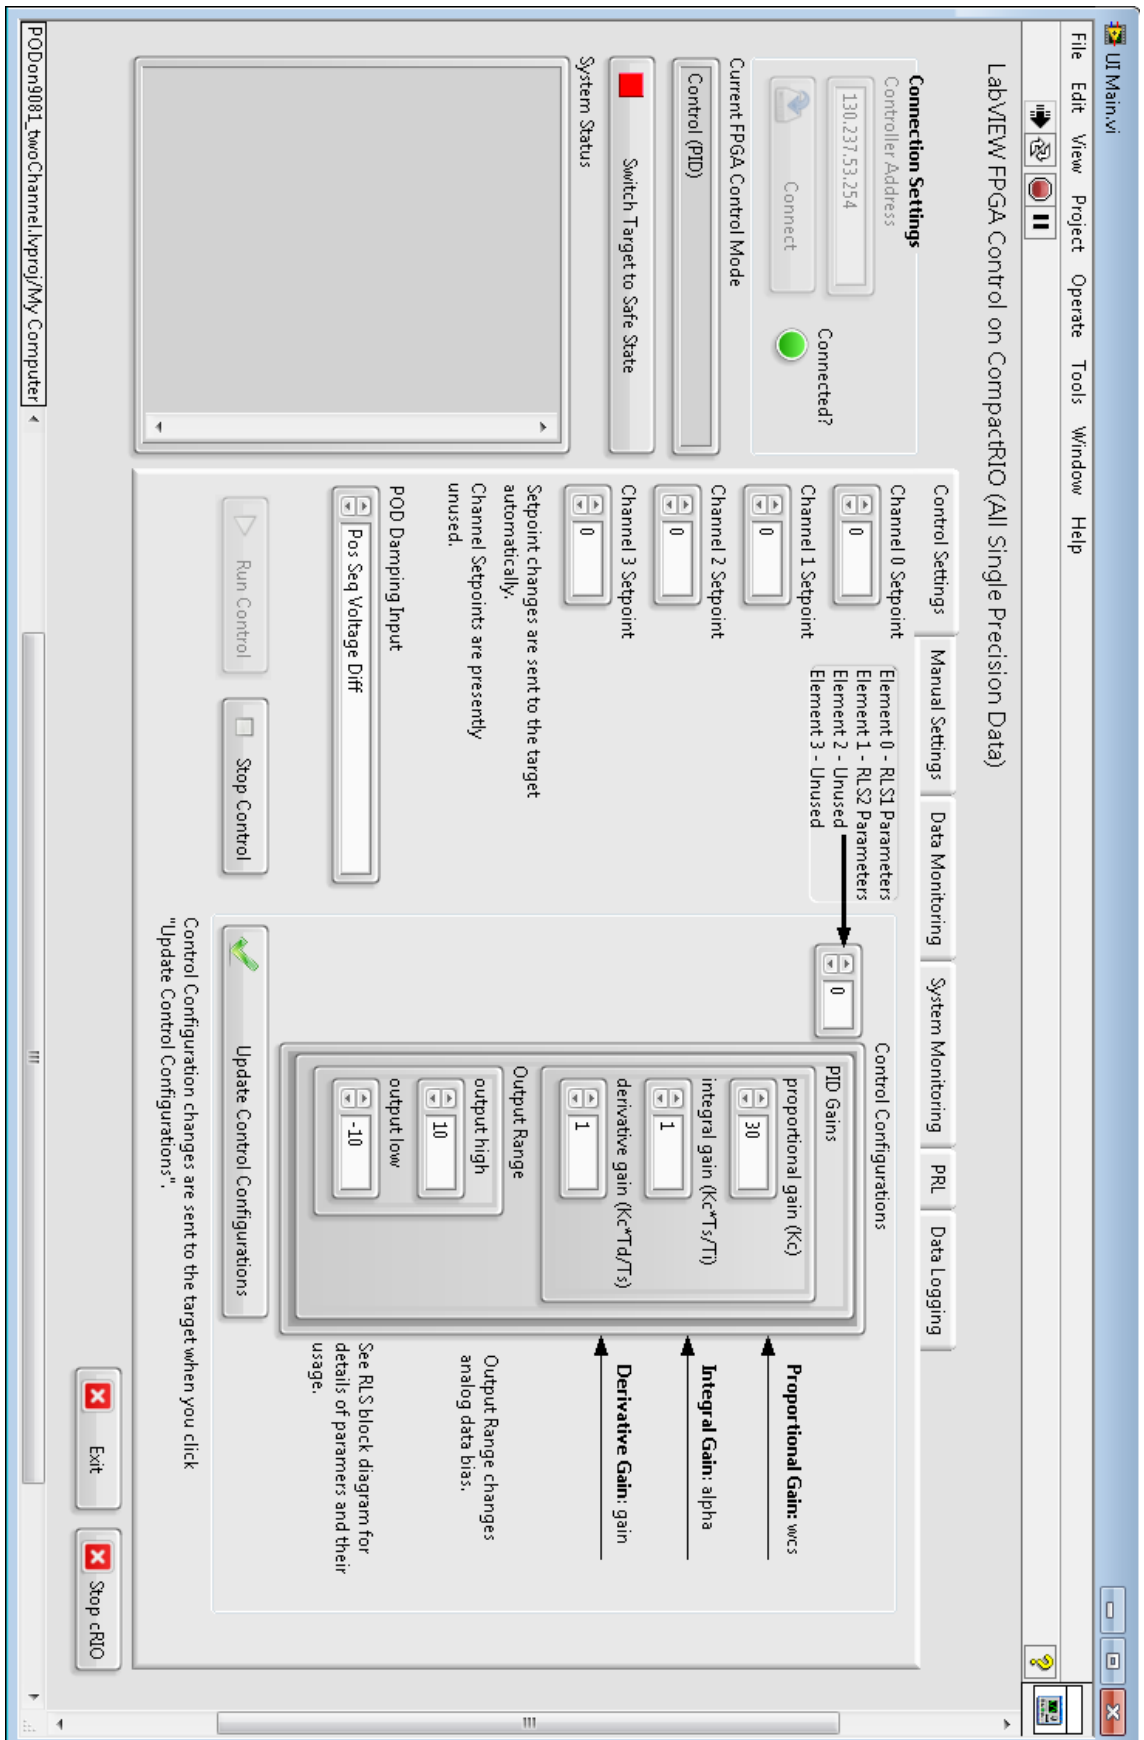 UI Main.vi
File Edit View Project Operate Tools Window Help
LabVIEW FPGA Control on CompactRIO (All Single Precision Data)
Connection Settings
Controller Address
130.237.53.254
Connect
Connected?
Current FPGA Control Mode
Control (PID)
Switch Target to Safe State
System Status
Control Settings Manual Settings Data Monitoring System Monitoring PRL Data Logging
Channel 0 Setpoint
0
Channel 1 Setpoint
0
Channel 2 Setpoint
0
Channel 3 Setpoint
0
Setpoint changes are sent to the target
automatically.
Channel Setpoints are presently
unused.
POD Damping Input
Pos Seq Voltage Diff
Run Control
Stop Control
Element 0 - RLS1 Parameters
Element 1 - RLS2 Parameters
Element 2 - Unused
Element 3 - Unused
Control Configurations
0
PID Gains
proportional gain (Kc)
30
integral gain (Kc*Ts/Ti)
1
derivative gain (Kc*Td/Ts)
1
Output Range
output high
10
output low
-10
Proportional Gain: wcs
Integral Gain: alpha
Derivative Gain: gain
Output Range changes
analog data bias.
See RLS block diagram for
details of paramers and their
usage.
Update Control Configurations
Control Configuration changes are sent to the target when you click
"Update Control Configurations".
Exit
Stop cRIO
PODon9081_twoChannel.lvproj/My Computer